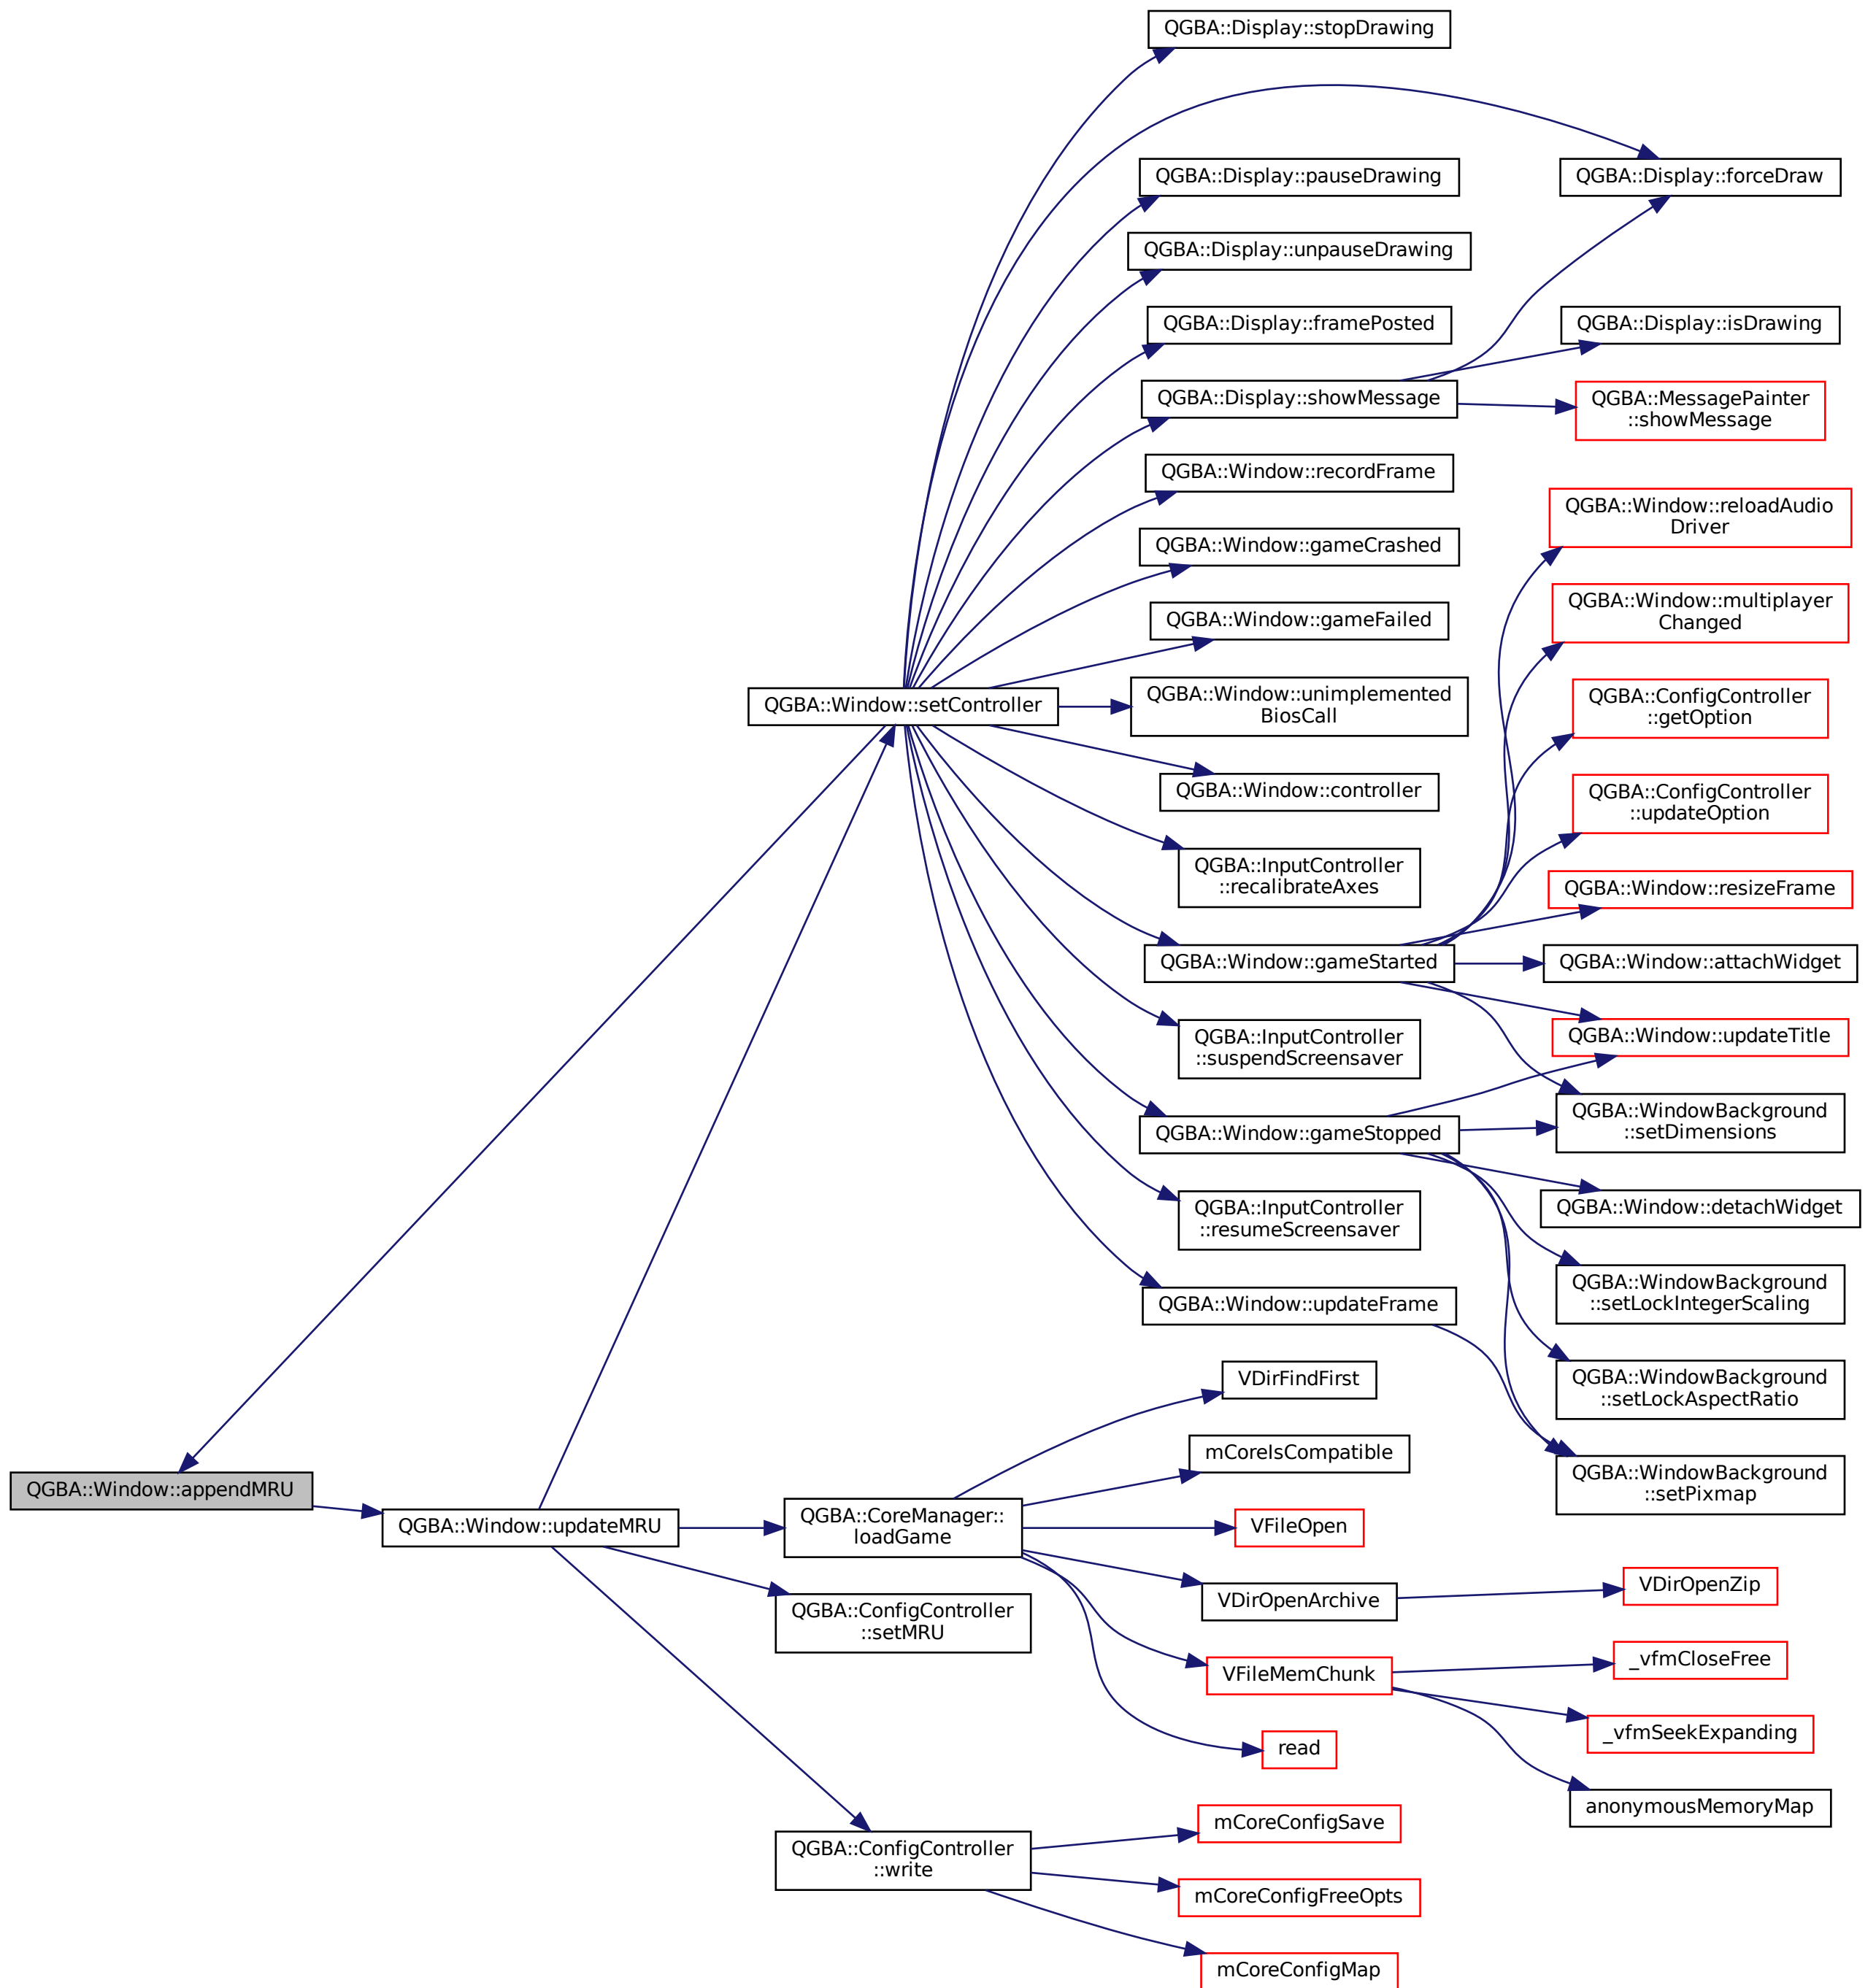 QGBA::Display::stopDrawing
QGBA::Display::pauseDrawing
QGBA::Display::forceDraw
QGBA::Display::unpauseDrawing
QGBA::Display::framePosted
QGBA::Display::isDrawing
QGBA::Display::showMessage
QGBA::MessagePainter
::showMessage
QGBA::Window::recordFrame
QGBA::Window::reloadAudio
Driver
QGBA::Window::gameCrashed
QGBA::Window::multiplayer
Changed
QGBA::Window::gameFailed
QGBA::Window::setController
QGBA::Window::unimplemented
BiosCall
QGBA::ConfigController
::getOption
QGBA::Window::controller
QGBA::ConfigController
::updateOption
QGBA::InputController
::recalibrateAxes
QGBA::Window::resizeFrame
QGBA::Window::gameStarted
QGBA::Window::attachWidget
QGBA::InputController
::suspendScreensaver
QGBA::Window::updateTitle
QGBA::Window::gameStopped
QGBA::WindowBackground
::setDimensions
QGBA::InputController
::resumeScreensaver
QGBA::Window::detachWidget
QGBA::Window::updateFrame
QGBA::WindowBackground
::setLockIntegerScaling
VDirFindFirst
QGBA::WindowBackground
::setLockAspectRatio
mCoreIsCompatible
QGBA::WindowBackground
::setPixmap
QGBA::Window::appendMRU
QGBA::Window::updateMRU
QGBA::CoreManager::
loadGame
VFileOpen
QGBA::ConfigController
::setMRU
VDirOpenArchive
VDirOpenZip
VFileMemChunk
_vfmCloseFree
read
_vfmSeekExpanding
anonymousMemoryMap
QGBA::ConfigController
::write
mCoreConfigSave
mCoreConfigFreeOpts
mCoreConfigMap